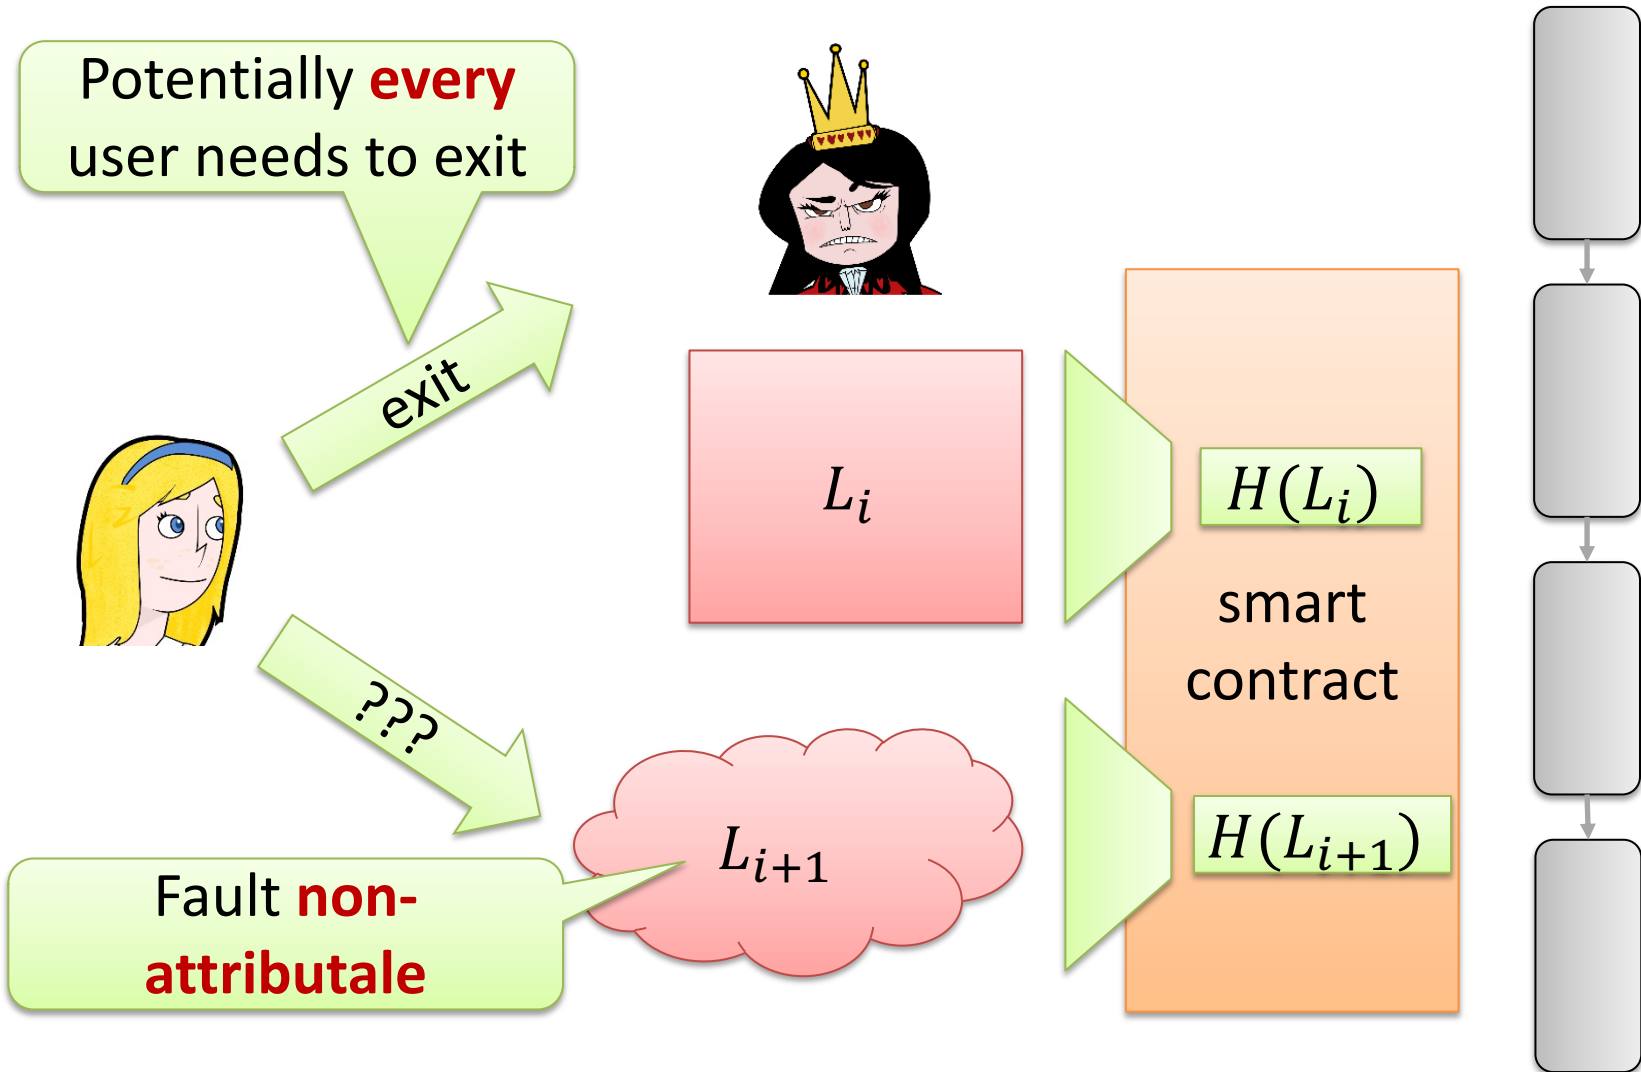 Potentially every
user needs to exit
exit
L_i
H(L_i)
smart
contract
???
L_{i+1}
H(L_{i+1})
Fault non-
attributale